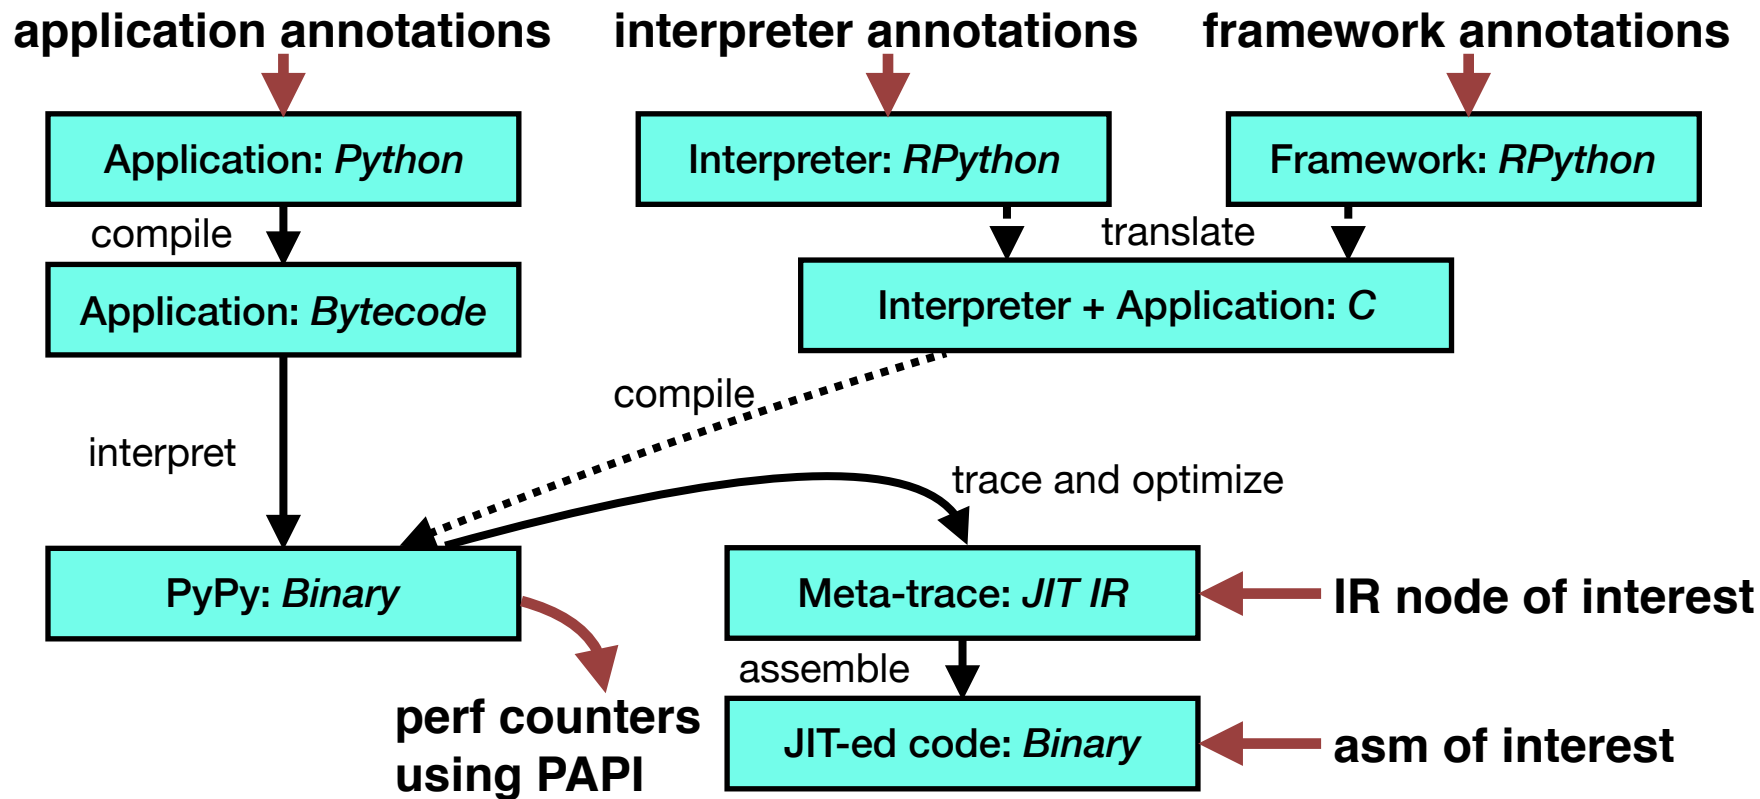 application annotations
interpreter annotations
framework annotations
Application: Python
Interpreter: RPython
Framework: RPython
compile
translate
Application: Bytecode
Interpreter + Application: C
compile
interpret
trace and optimize
PyPy: Binary
Meta-trace: JIT IR
IR node of interest
assemble
perf counters
using PAPI
JIT-ed code: Binary
asm of interest